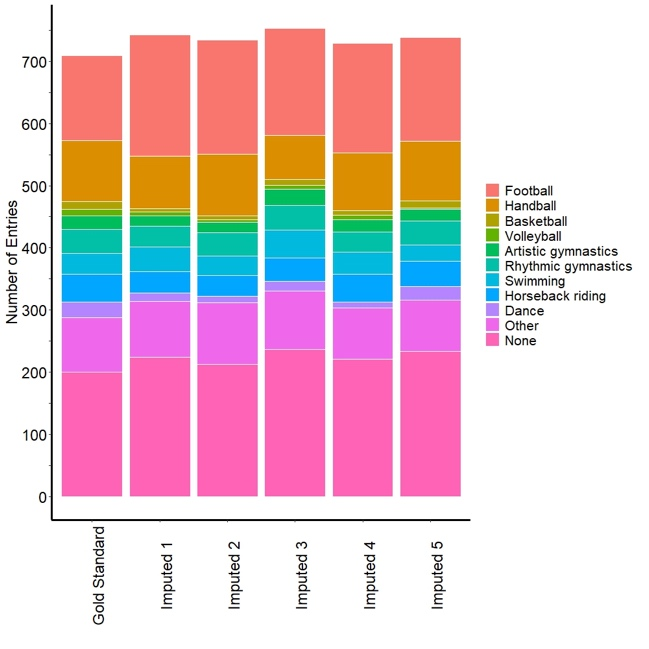 Number of Entries
700
600
500
400
300
200
100
0
Gold Standard
Imputed 1
Imputed 2
Imputed 3
Imputed 4
Imputed 5
Football
Handball
Basketball
Volleyball
Artistic gymnastics
Rhythmic gymnastics
Swimming
Horseback riding
Dance
Other
None